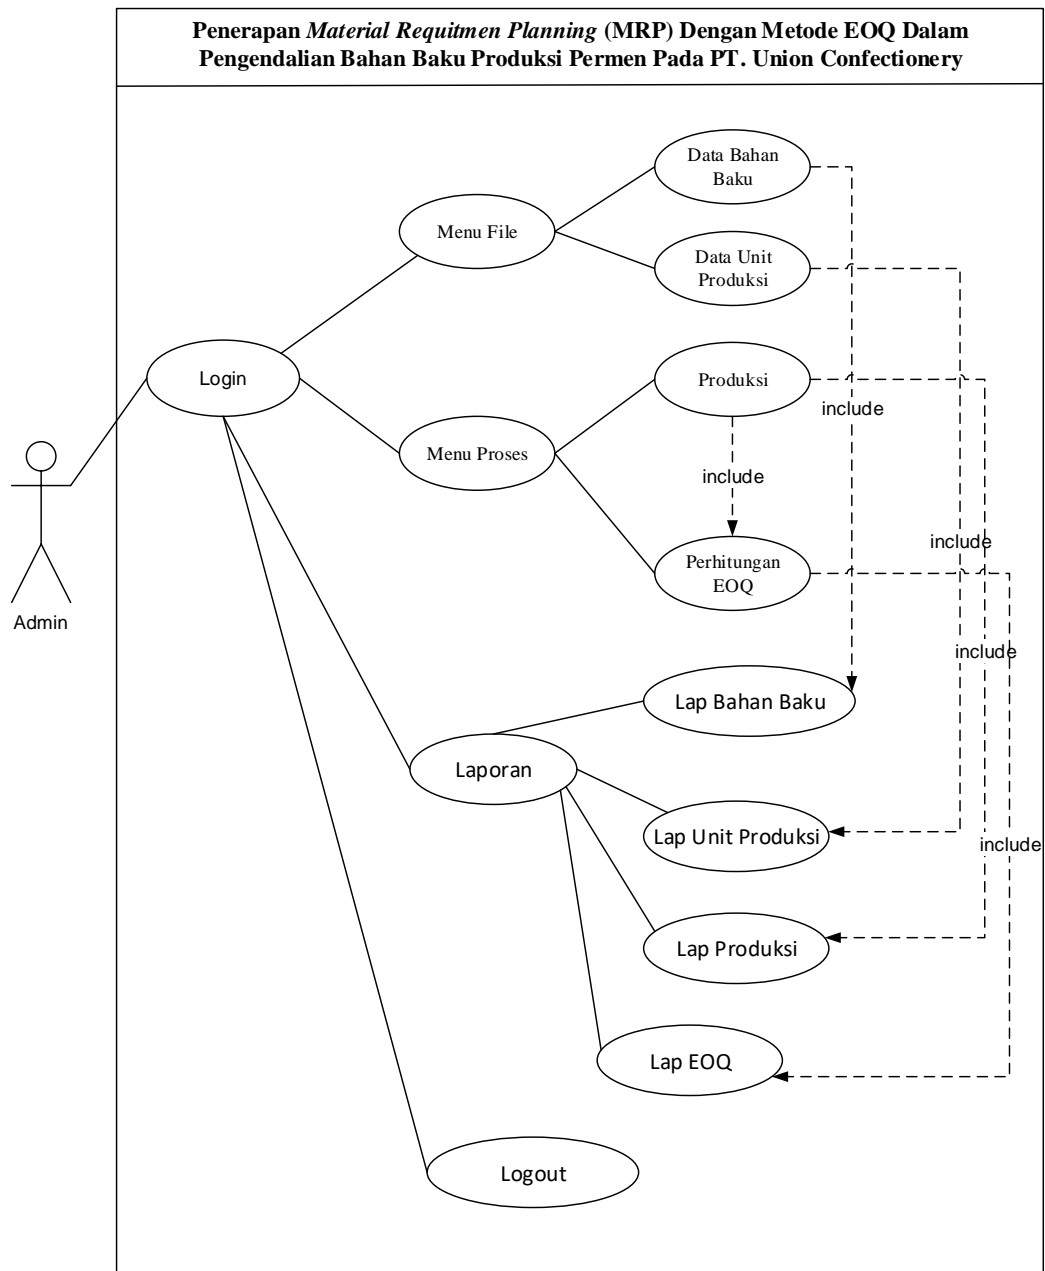 Penerapan Material Requitmen Planning (MRP) Dengan Metode EOQ Dalam
Pengendalian Bahan Baku Produksi Permen Pada PT. Union Confectionery
Data Bahan
Baku
Menu File
Data Unit
Produksi
Login
Produksi
include
Menu Proses
include
Perhitungan
EOQ
include
Admin
include
Lap Bahan Baku
Laporan
Lap Unit Produksi
include
Lap Produksi
Lap EOQ
Logout